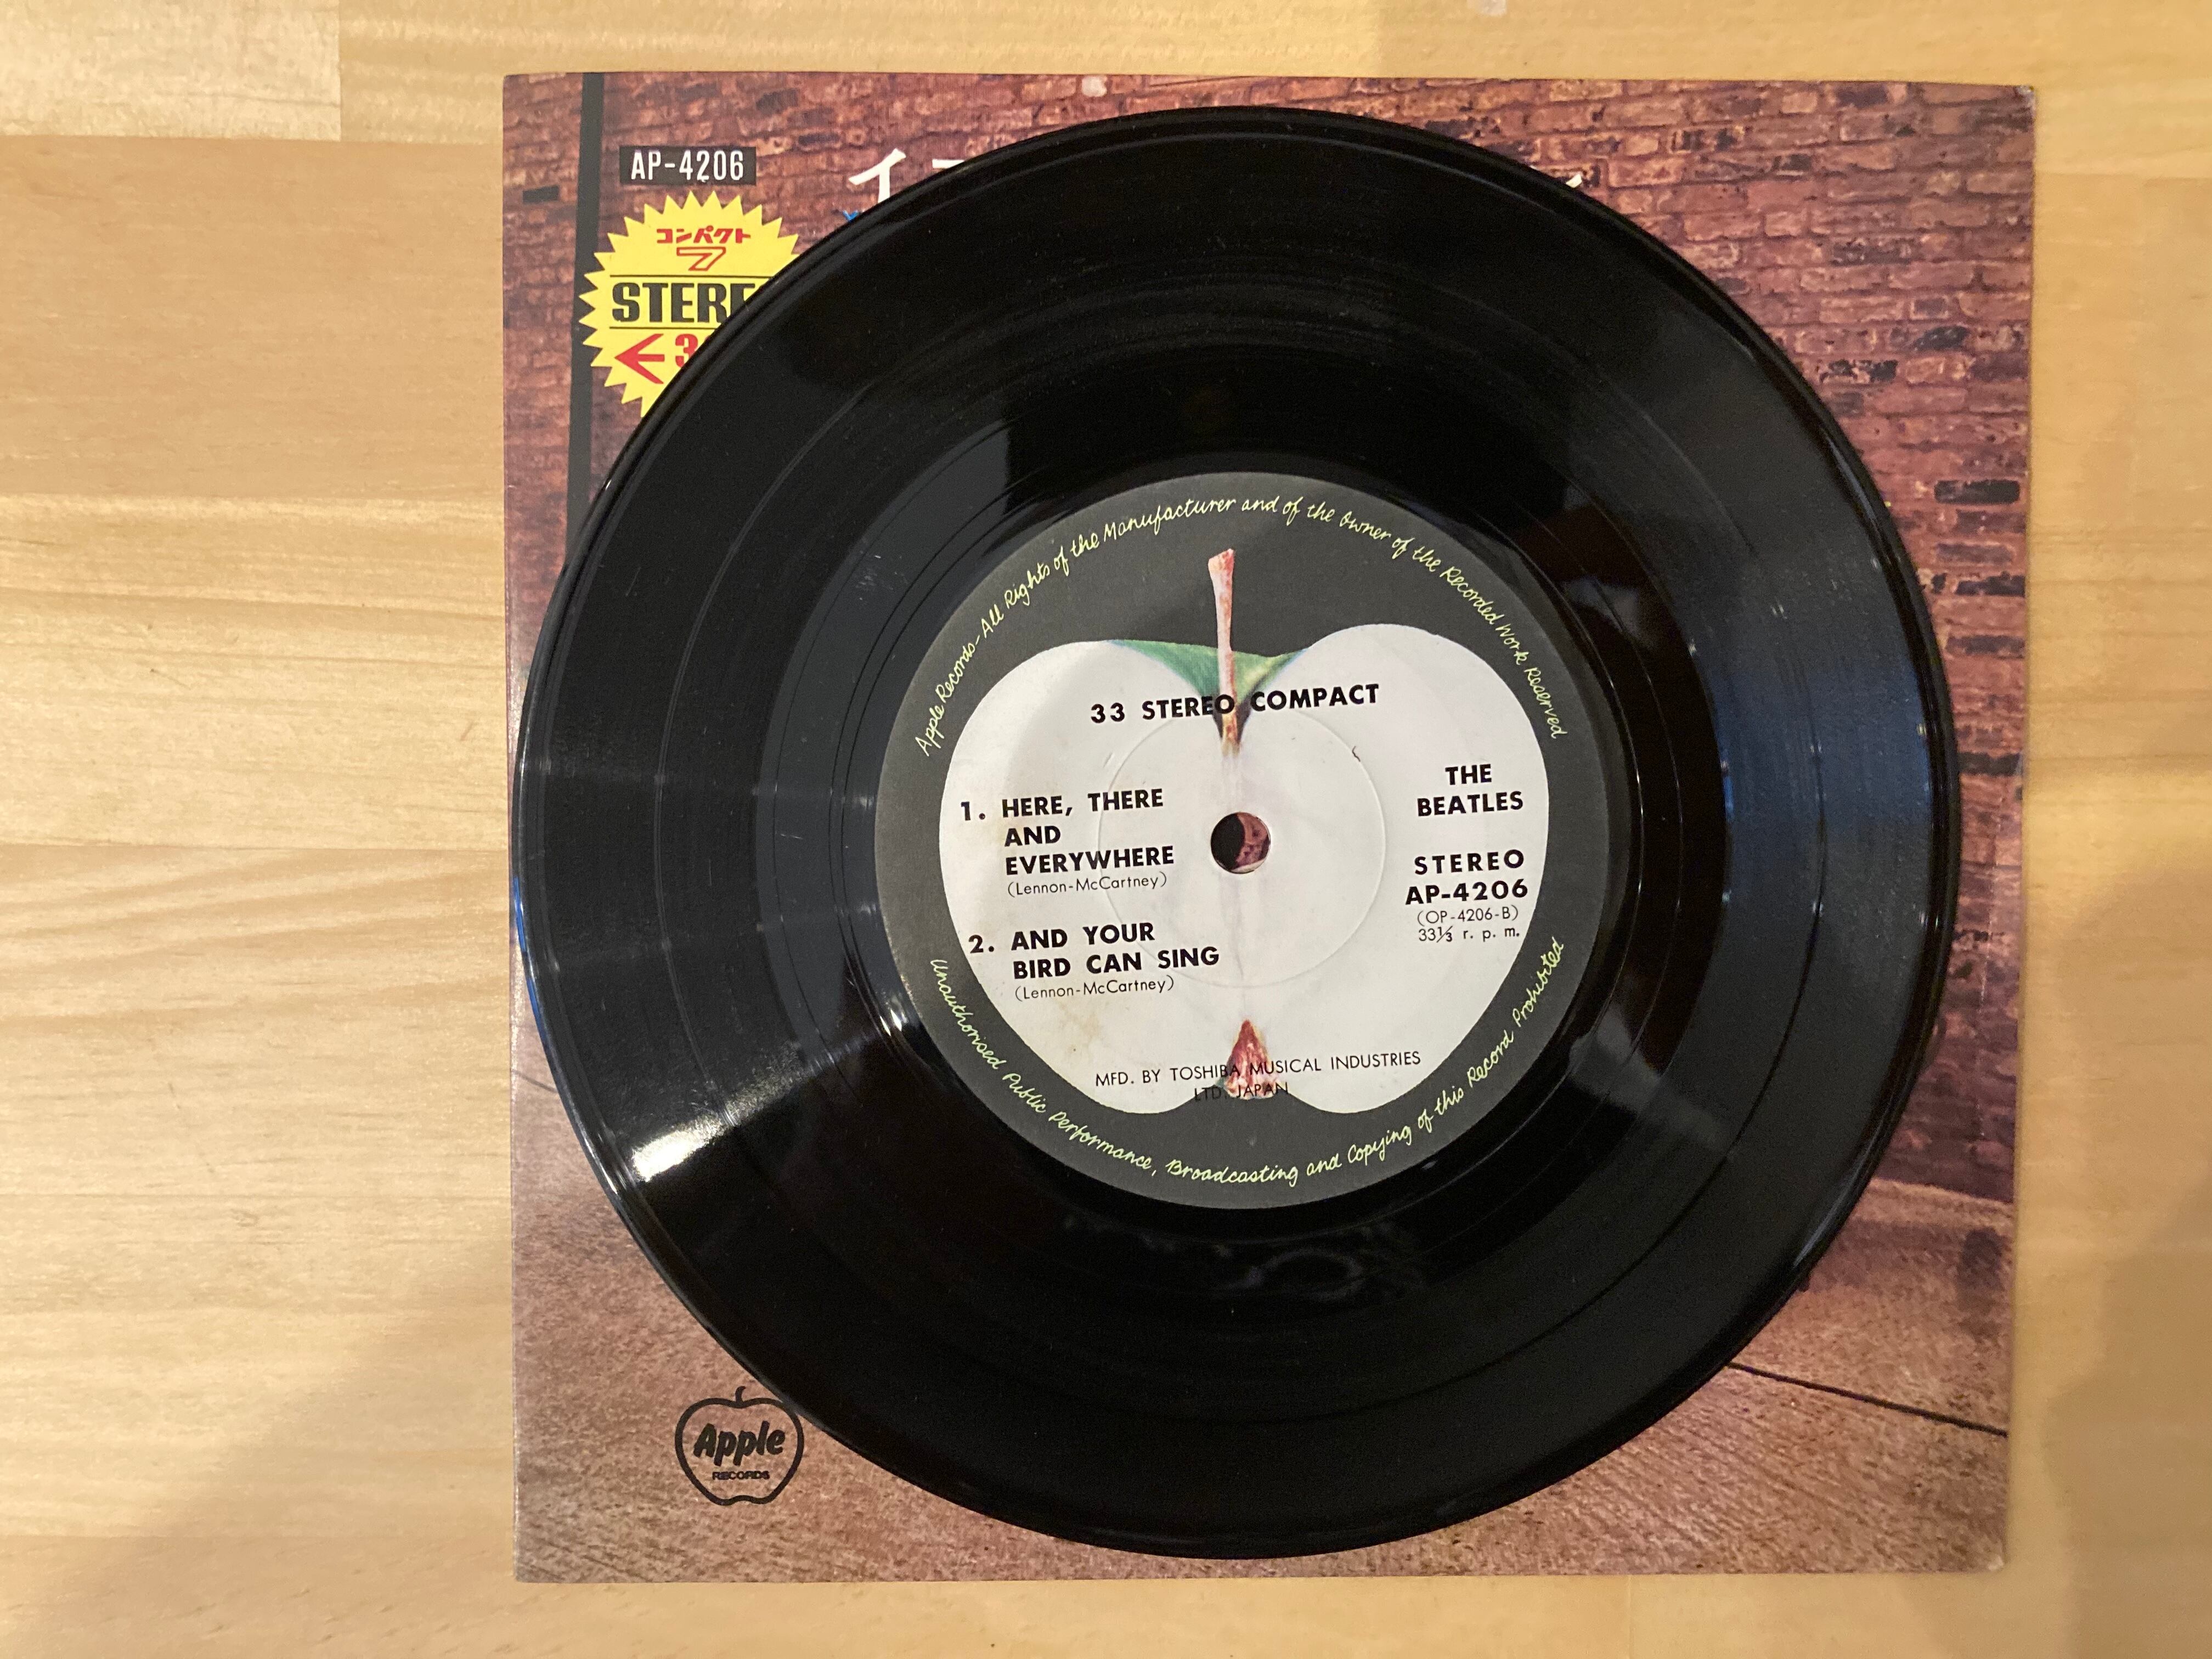 AP-4206
コンパクト
7
STERE
Apple Records-All Rights of the Manufacturer and of the Owner of the Recorded Work Reserved
33 STEREO COMPACT
1. HERE, THERE
AND
EVERYWHERE
(Lennon-McCartney)
2. AND YOUR
BIRD CAN SING
(Lennon-McCartney)
THE
BEATLES
STEREO
AP-4206
(OP-4206-B)
33⅓ r. p. m.
MFD. BY TOSHIBA MUSICAL INDUSTRIES
LTD. JAPAN
Unauthorised Public Performance, Broadcasting and Copying of this Record Prohibited
Apple
RECORDS